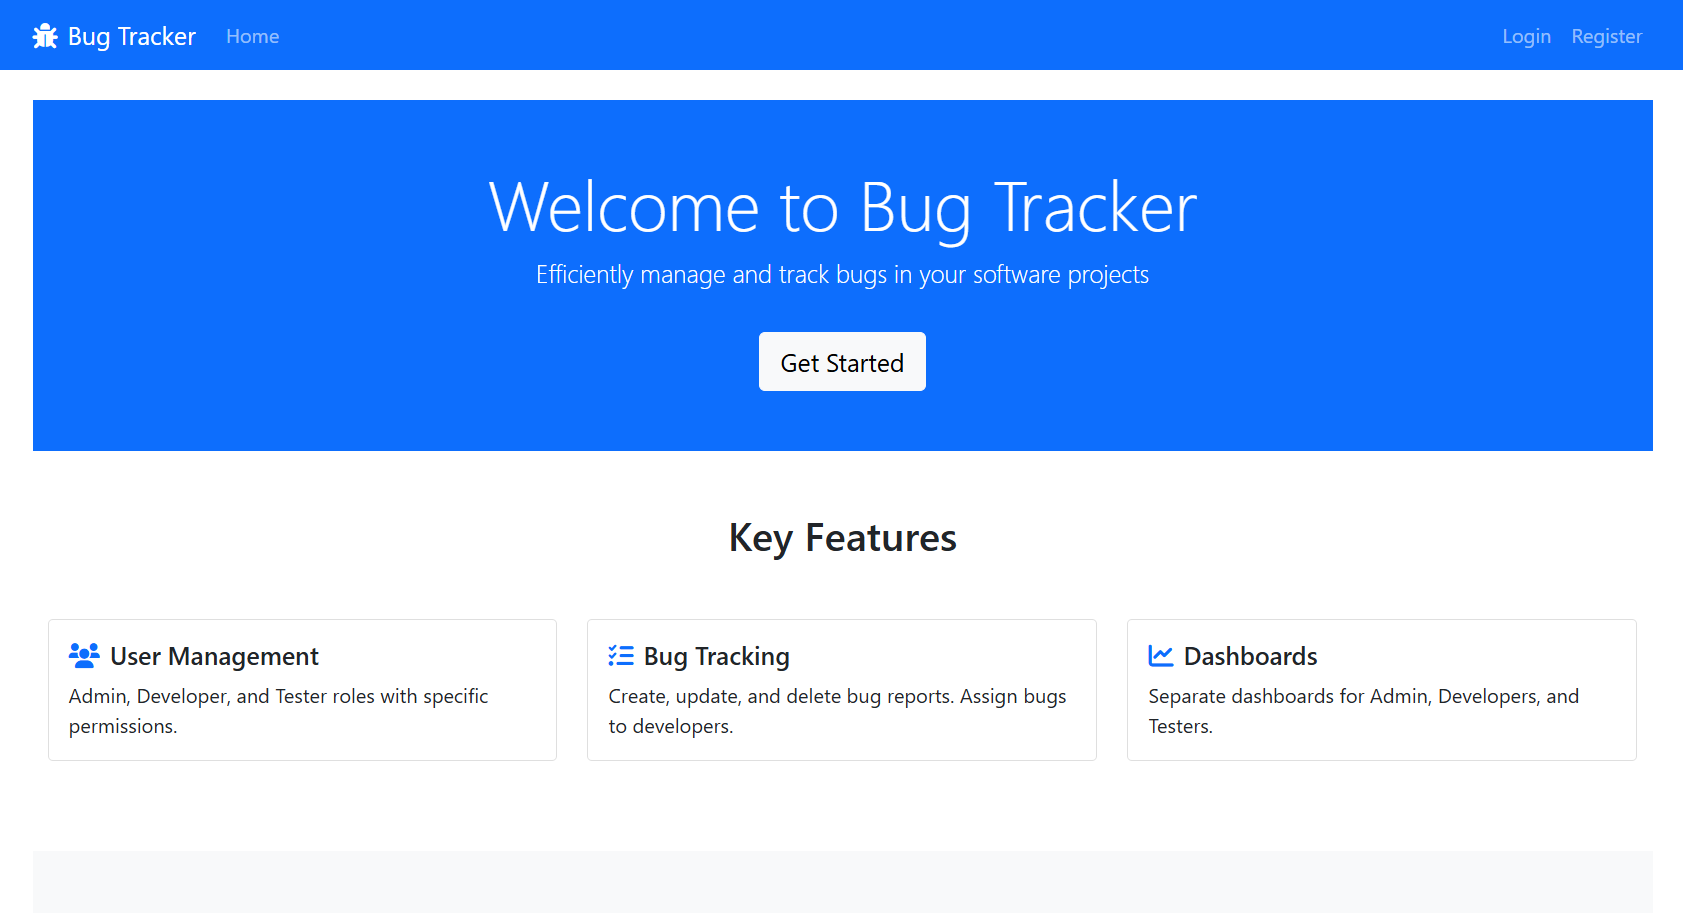 Bug Tracker Home Login Register
Welcome to Bug Tracker
Efficiently manage and track bugs in your software projects
Get Started
Key Features
User Management
Admin, Developer, and Tester roles with specific
permissions.
Bug Tracking
Create, update, and delete bug reports. Assign bugs
to developers.
Dashboards
Separate dashboards for Admin, Developers, and
Testers.